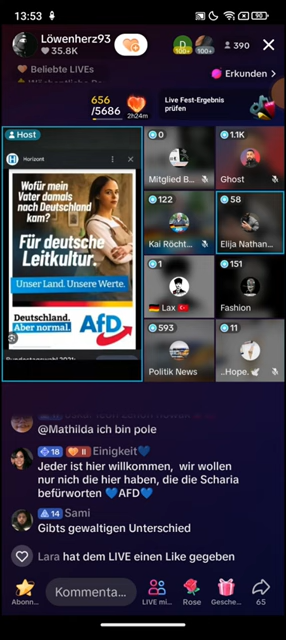 13:53
90
Löwenherz93
35.8K
D
100+
100+
390
Beliebte LIVEs
Erkunden
656
/5686
2h24m
Live Fest-Ergebnis
prüfen
Host
Horizont
Wofür mein
Vater damals
nach Deutschland
kam?
Für deutsche
Leitkultur.
Unser Land. Unsere Werte.
Deutschland.
Aber normal.
AfD
0
Mitglied B...
1.1K
Ghost
122
Kai Röcht...
58
Elija Nathan...
1
Lax
151
Fashion
593
Politik News
11
..Hope.
@Mathilda ich bin pole
18
II
Einigkeit💙
Jeder ist hier willkommen, wir wollen
nur nich die hier haben, die die Scharia
befürworten 💙AFD💙
14
Sami
Gibts gewaltigen Unterschied
Lara hat dem LIVE einen Like gegeben
Abonn...
Kommenta...
LIVE mi...
Rose
Gesche...
65